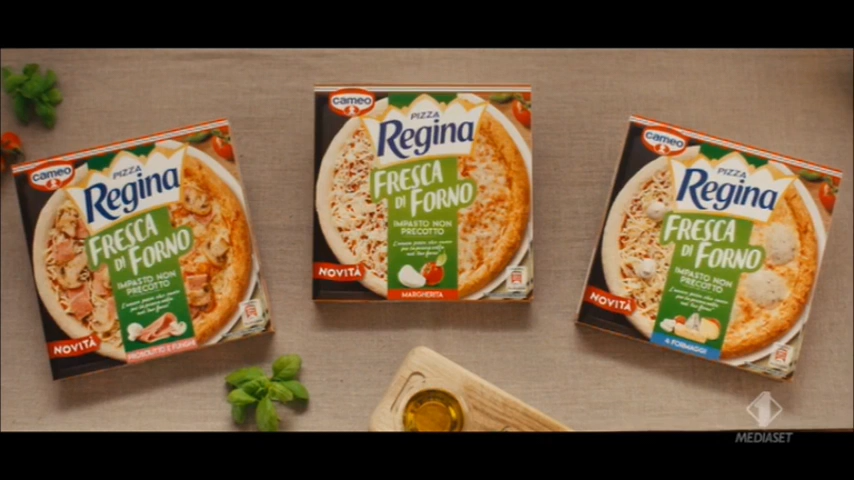 cameo
PIZZA
Regina
FRESCA
DI FORNO
IMPASTO NON
PRECOTTO
NOVITÀ
PROSCIUTTO E FUNGHI
cameo
PIZZA
Regina
FRESCA
DI FORNO
IMPASTO NON
PRECOTTO
NOVITÀ
MARGHERITA
cameo
PIZZA
Regina
FRESCA
DI FORNO
IMPASTO NON
PRECOTTO
NOVITÀ
4 FORMAGGI
1
MEDIASET